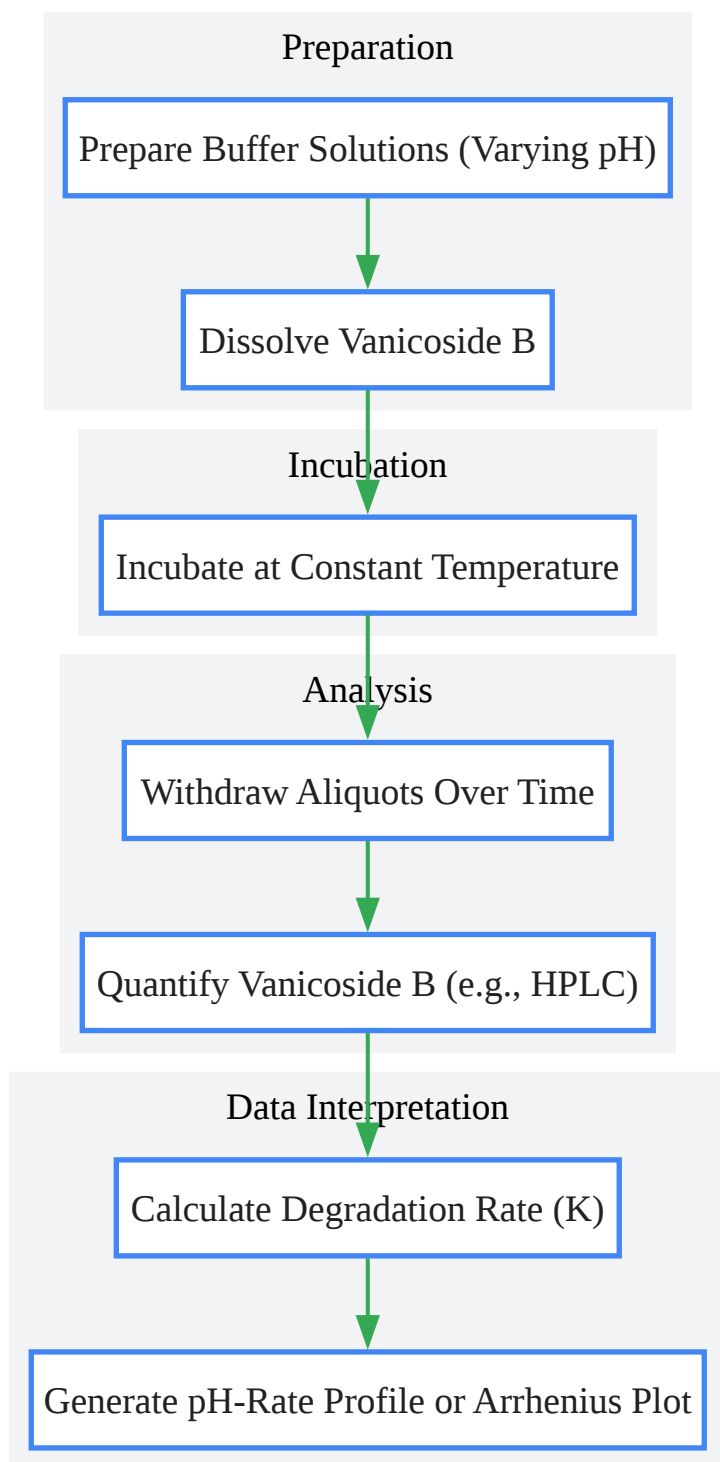 Preparation
Prepare Buffer Solutions (Varying pH)
Dissolve Vanicoside B
Incubation
Incubate at Constant Temperature
Analysis
Withdraw Aliquots Over Time
Quantify Vanicoside B (e.g., HPLC)
Data Interpretation
Calculate Degradation Rate (K)
Generate pH-Rate Profile or Arrhenius Plot